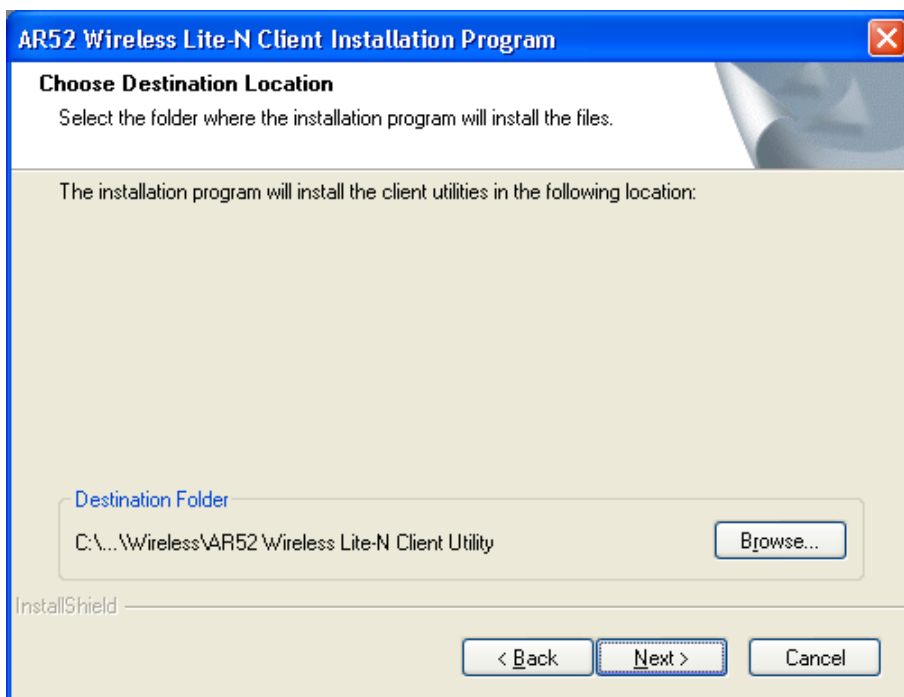 AR52 Wireless Lite-N Client Installation Program
Choose Destination Location
Select the folder where the installation program will install the files.
The installation program will install the client utilities in the following location:
Destination Folder
C:\...\Wireless\AR52 Wireless Lite-N Client Utility
Browse...
InstallShield
< Back
Next >
Cancel